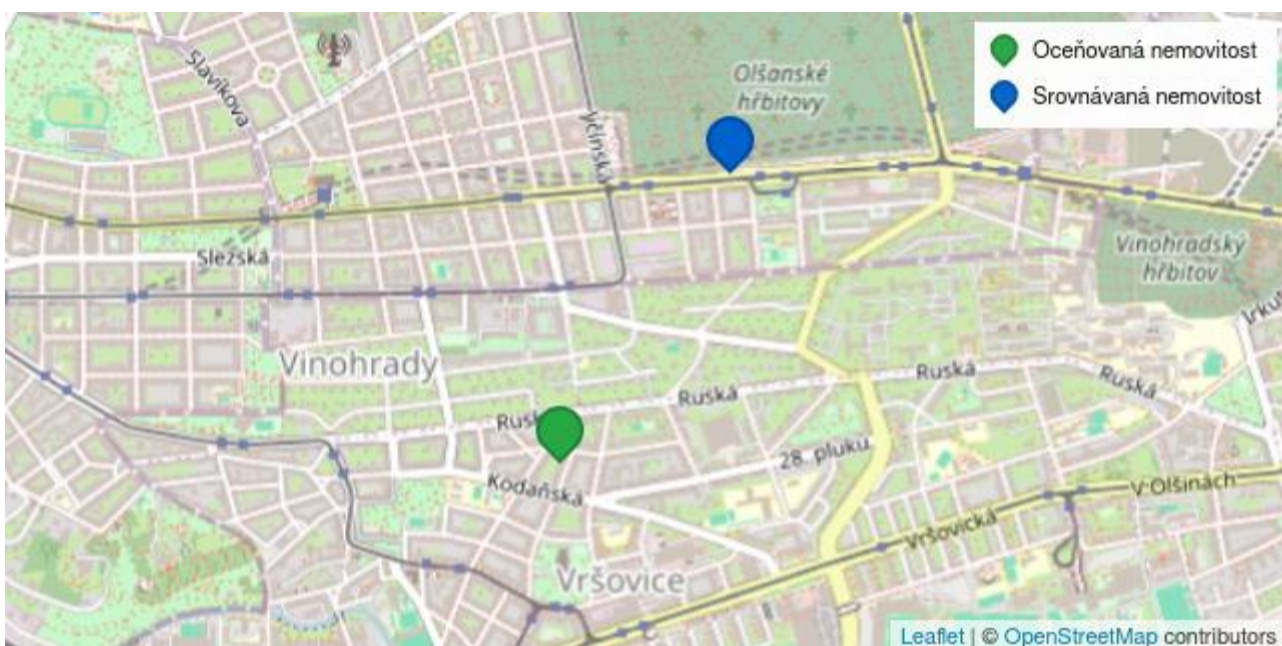 Oceňovaná nemovitost
Srovnávaná nemovitost
Slavíkova
Olšanské
hřbitovy
Jičínská
Slezská
Vinohradský
hřbitov
Vinohrady
Ruská
Ruská
Ruská
28. pluku
Kodaňská
V Olšinách
Vršovická
Vršovice
Leaflet | © OpenStreetMap contributors